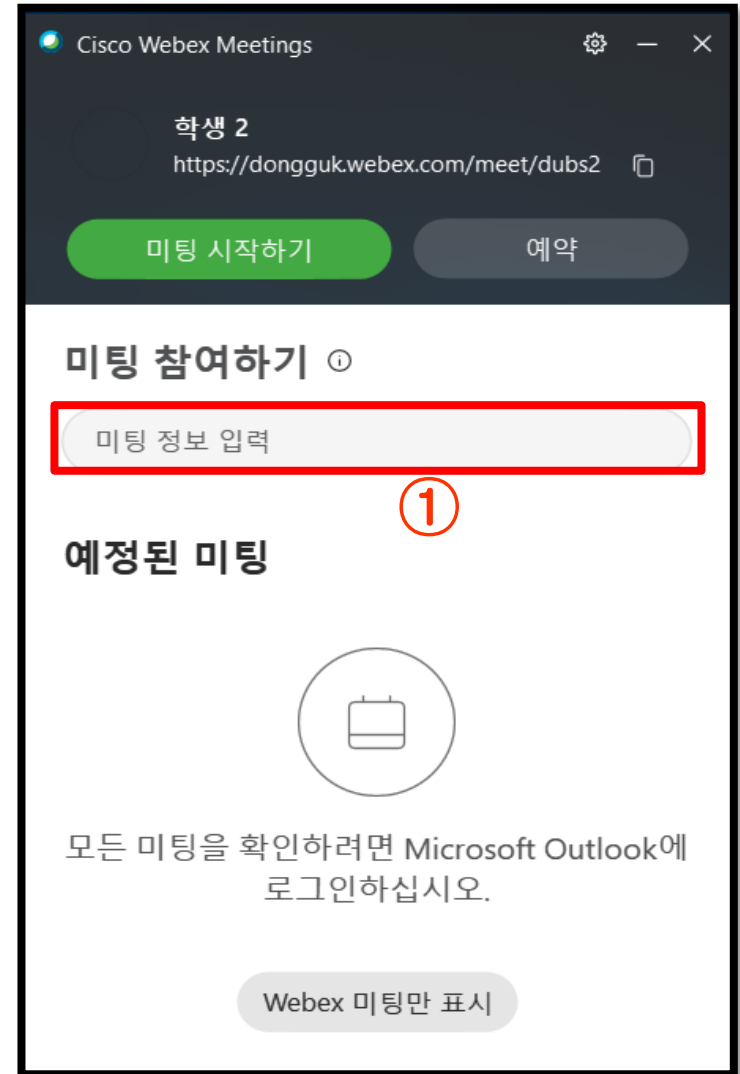 Cisco Webex Meetings
학생 2
https://dongguk.webex.com/meet/dubs2
미팅 시작하기
예약
미팅 참여하기
미팅 정보 입력
①
예정된 미팅
모든 미팅을 확인하려면 Microsoft Outlook에
로그인하십시오.
Webex 미팅만 표시